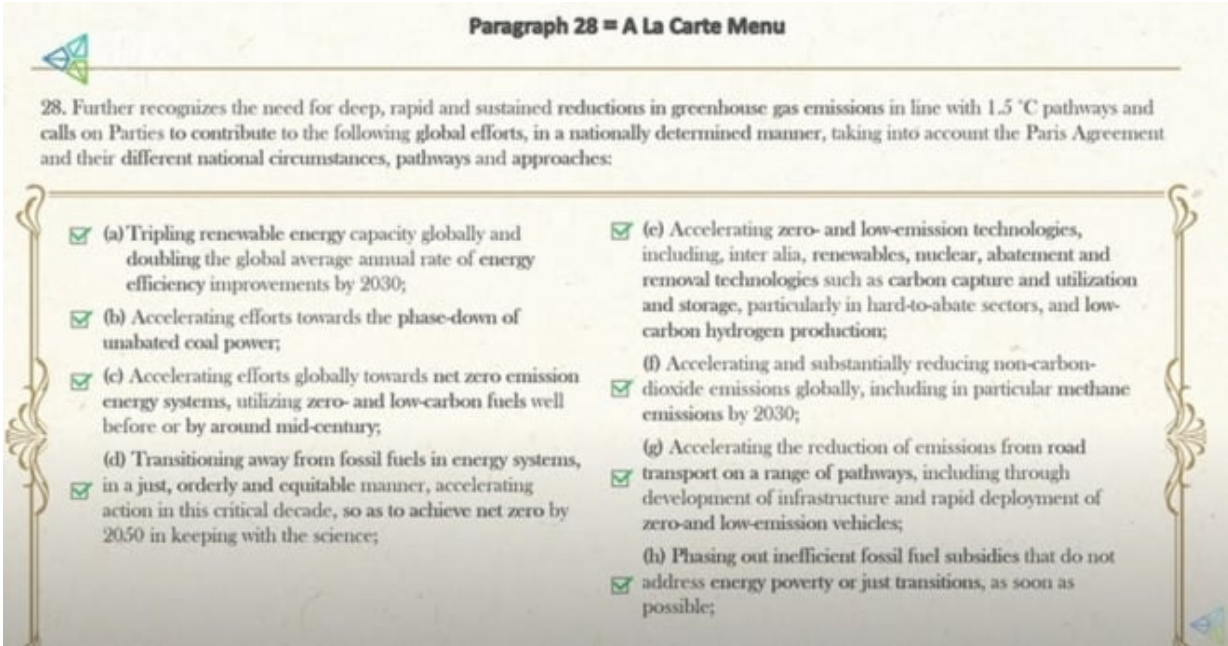 Paragraph 28 = A La Carte Menu
28. Further recognizes the need for deep, rapid and sustained reductions in greenhouse gas emissions in line with 1.5 °C pathways and
calls on Parties to contribute to the following global efforts, in a nationally determined manner, taking into account the Paris Agreement
and their different national circumstances, pathways and approaches:
(a) Tripling renewable energy capacity globally and
doubling the global average annual rate of energy
efficiency improvements by 2030;
(b) Accelerating efforts towards the phase-down of
unabated coal power;
(c) Accelerating efforts globally towards net zero emission
energy systems, utilizing zero- and low-carbon fuels well
before or by around mid-century;
(d) Transitioning away from fossil fuels in energy systems,
in a just, orderly and equitable manner, accelerating
action in this critical decade, so as to achieve net zero by
2050 in keeping with the science;
(e) Accelerating zero- and low-emission technologies,
including, inter alia, renewables, nuclear, abatement and
removal technologies such as carbon capture and utilization
and storage, particularly in hard-to-abate sectors, and low-
carbon hydrogen production;
(f) Accelerating and substantially reducing non-carbon-
dioxide emissions globally, including in particular methane
emissions by 2030;
(g) Accelerating the reduction of emissions from road
transport on a range of pathways, including through
development of infrastructure and rapid deployment of
zero-and low-emission vehicles;
(h) Phasing out inefficient fossil fuel subsidies that do not
address energy poverty or just transitions, as soon as
possible;